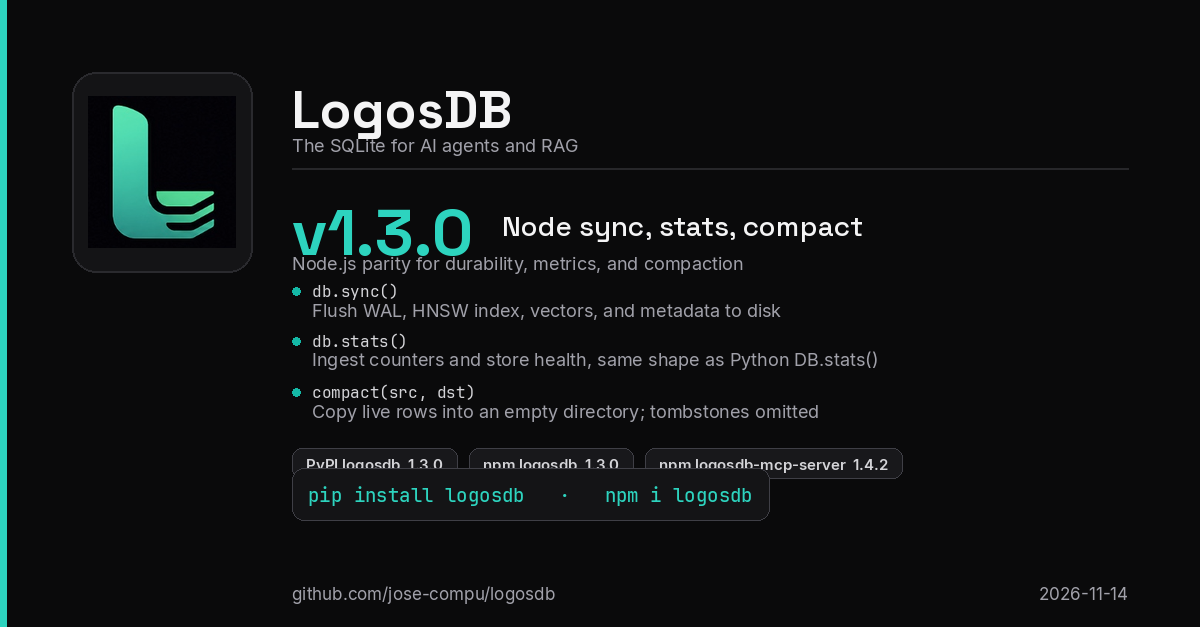 LogosDB
The SQLite for AI agents and RAG
v1.3.0 Node sync, stats, compact
Node.js parity for durability, metrics, and compaction
db.sync()
Flush WAL, HNSW index, vectors, and metadata to disk
db.stats()
Ingest counters and store health, same shape as Python DB.stats()
compact(src, dst)
Copy live rows into an empty directory; tombstones omitted
PyPI logosdb 1.3.0 npm logosdb 1.3.0 npm logosdb-mcp-server 1.4.2
pip install logosdb · npm i logosdb
github.com/jose-compu/logosdb 2026-11-14